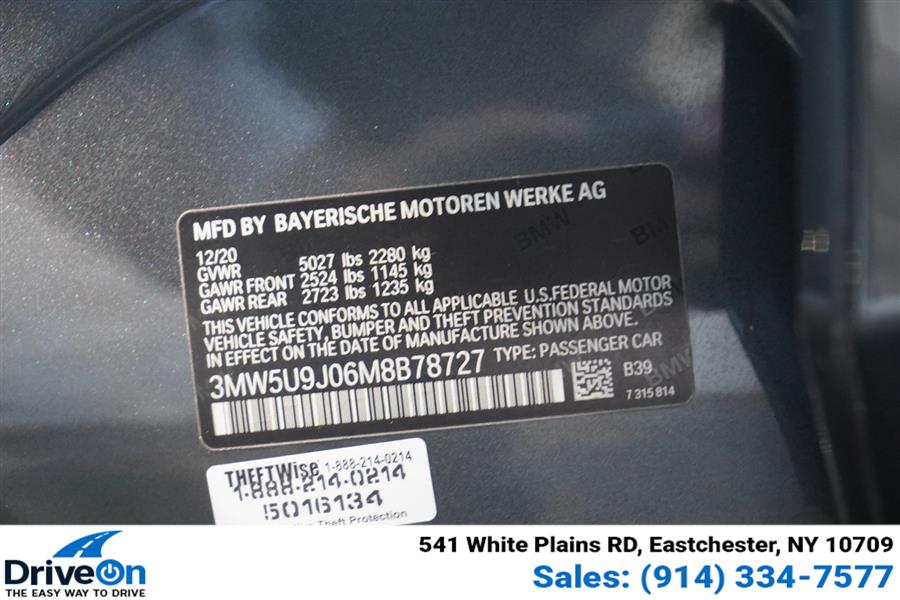 MFD BY BAYERISCHE MOTOREN WERKE AG
12/20
GVWR 5027 lbs 2280 kg
GAWR FRONT 2524 lbs 1145 kg
GAWR REAR 2723 lbs 1235 kg
THIS VEHICLE CONFORMS TO ALL APPLICABLE U.S.FEDERAL MOTOR
VEHICLE SAFETY, BUMPER AND THEFT PREVENTION STANDARDS
IN EFFECT ON THE DATE OF MANUFACTURE SHOWN ABOVE.
3MW5U9J06M8B78727 TYPE: PASSENGER CAR
B39
7 315 814
THEFTWise 1-888-214-0214
1-888-214-0214
5016134
Theft Protection
DriveOn
THE EASY WAY TO DRIVE
541 White Plains RD, Eastchester, NY 10709
Sales: (914) 334-7577